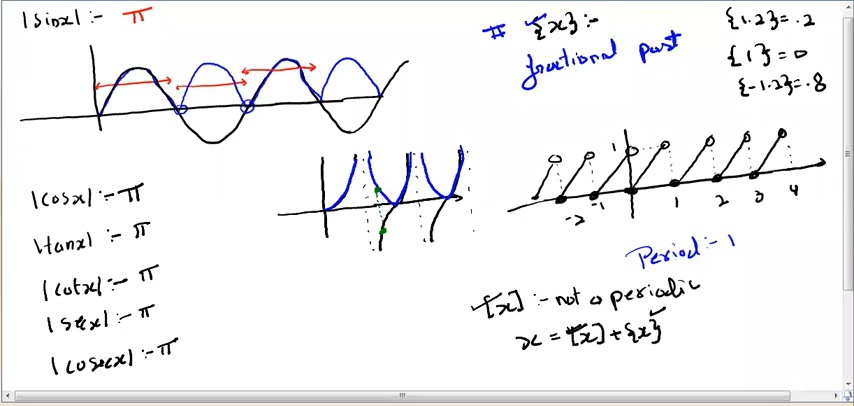 |sinx| :- π
# {x} :-
fractional part
{1.2} = .2
{1} = 0
{-1.2} = .8
1
-2 -1 1 2 3 4
Period :- 1
|cosx| :- π
|tanx| :- π
|cotx| :- π
|secx| :- π
|cosecx| :- π
[x] :- not a periodic
x = [x] + {x}